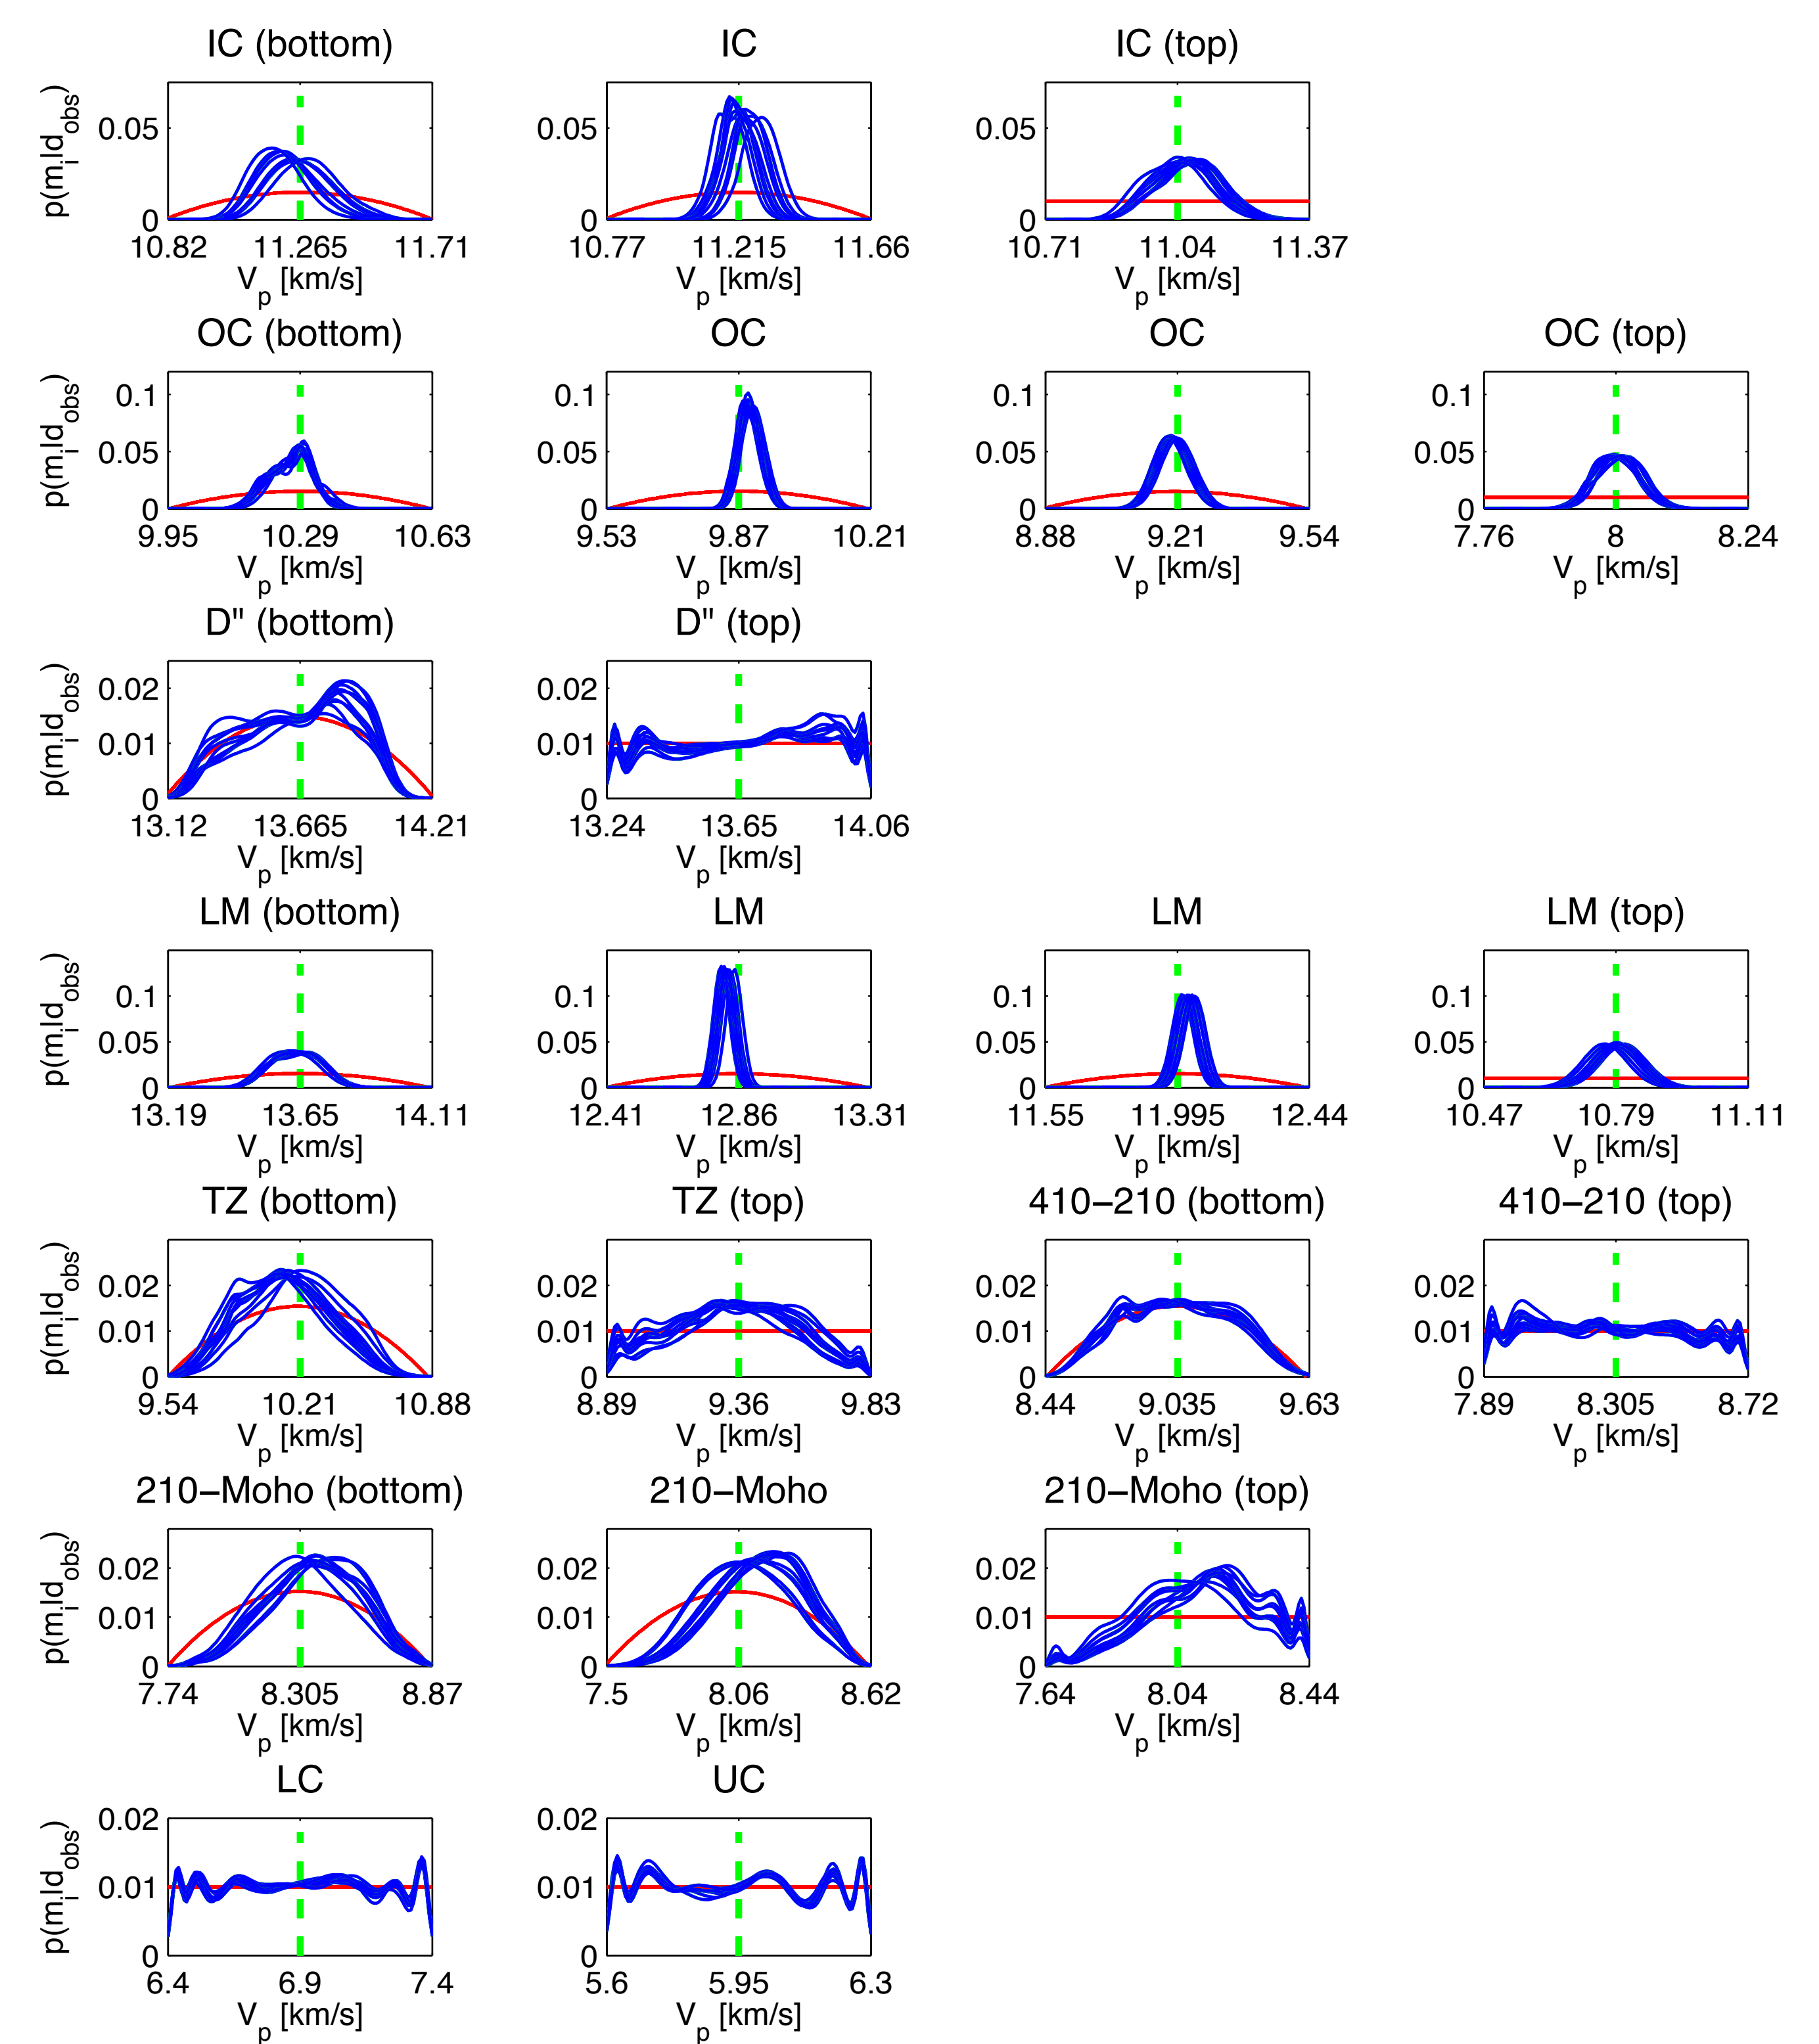 IC (bottom) IC IC (top)
p(m_i|d_obs) 0.05 0.05 0.05
0 0 0
10.82 11.265 11.71 10.77 11.215 11.66 10.71 11.04 11.37
V_p [km/s] V_p [km/s] V_p [km/s]
OC (bottom) OC OC OC (top)
p(m_i|d_obs) 0.1 0.1 0.1 0.1
0.05 0.05 0.05 0.05
0 0 0 0
9.95 10.29 10.63 9.53 9.87 10.21 8.88 9.21 9.54 7.76 8 8.24
V_p [km/s] V_p [km/s] V_p [km/s] V_p [km/s]
D" (bottom) D" (top)
p(m_i|d_obs) 0.02 0.02
0.01 0.01
0 0
13.12 13.665 14.21 13.24 13.65 14.06
V_p [km/s] V_p [km/s]
LM (bottom) LM LM LM (top)
p(m_i|d_obs) 0.1 0.1 0.1 0.1
0.05 0.05 0.05 0.05
0 0 0 0
13.19 13.65 14.11 12.41 12.86 13.31 11.55 11.995 12.44 10.47 10.79 11.11
V_p [km/s] V_p [km/s] V_p [km/s] V_p [km/s]
TZ (bottom) TZ (top) 410−210 (bottom) 410−210 (top)
p(m_i|d_obs) 0.02 0.02 0.02 0.02
0.01 0.01 0.01 0.01
0 0 0 0
9.54 10.21 10.88 8.89 9.36 9.83 8.44 9.035 9.63 7.89 8.305 8.72
V_p [km/s] V_p [km/s] V_p [km/s] V_p [km/s]
210−Moho (bottom) 210−Moho 210−Moho (top)
p(m_i|d_obs) 0.02 0.02 0.02
0.01 0.01 0.01
0 0 0
7.74 8.305 8.87 7.5 8.06 8.62 7.64 8.04 8.44
V_p [km/s] V_p [km/s] V_p [km/s]
LC UC
p(m_i|d_obs) 0.02 0.02
0.01 0.01
0 0
6.4 6.9 7.4 5.6 5.95 6.3
V_p [km/s] V_p [km/s]